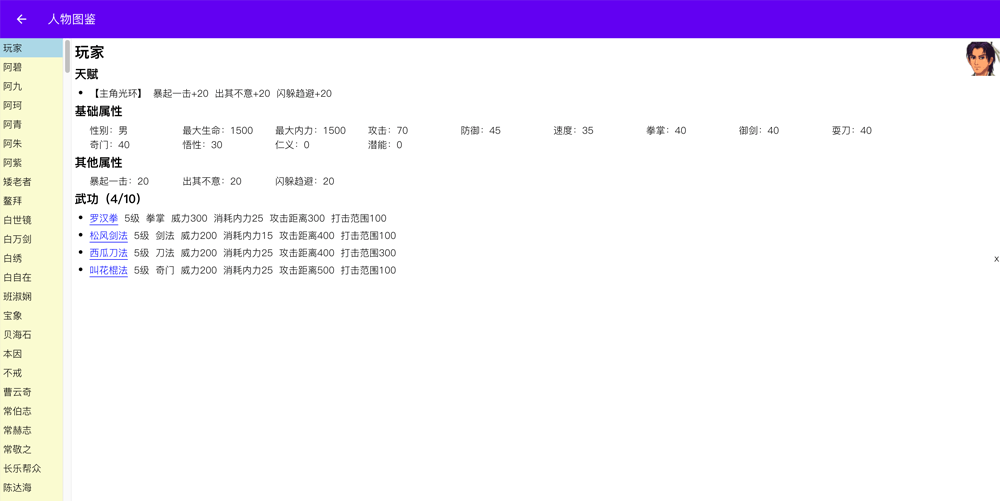 人物图鉴
玩家
阿碧
阿九
阿珂
阿青
阿朱
阿紫
矮老者
鳌拜
白世镜
白万剑
白绣
白自在
班淑娴
宝象
贝海石
本因
不戒
曹云奇
常伯志
常赫志
常敬之
长乐帮众
陈达海
玩家
天赋
【主角光环】 暴起一击+20 出其不意+20 闪躲趋避+20
基础属性
性别：男 最大生命：1500 最大内力：1500 攻击：70 防御：45 速度：35 拳掌：40 御剑：40 耍刀：40
奇门：40 悟性：30 仁义：0 潜能：0
其他属性
暴起一击：20 出其不意：20 闪躲趋避：20
武功（4/10）
罗汉拳 5级 拳掌 威力300 消耗内力25 攻击距离300 打击范围100
松风剑法 5级 剑法 威力200 消耗内力15 攻击距离400 打击范围100
西瓜刀法 5级 刀法 威力200 消耗内力25 攻击距离400 打击范围300
叫花棍法 5级 奇门 威力200 消耗内力25 攻击距离500 打击范围100
x